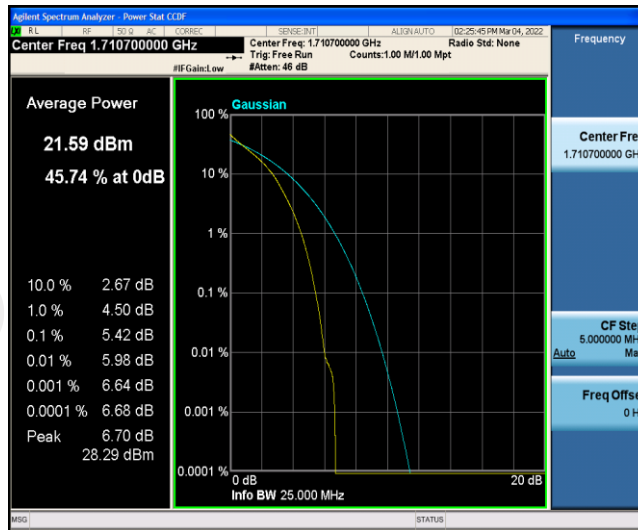 Agilent Spectrum Analyzer - Power Stat CCDF
RL RF 50 Ω AC CORREC SENSE:INT ALIGN AUTO 02:25:45 PM Mar 04, 2022
Center Freq 1.710700000 GHz
Center Freq: 1.710700000 GHz Radio Std: None
Trig: Free Run Counts:1.00 M/1.00 Mpt
#IFGain:Low #Atten: 46 dB
Frequency
Average Power
21.59 dBm
45.74 % at 0dB
10.0 % 2.67 dB
1.0 % 4.50 dB
0.1 % 5.42 dB
0.01 % 5.98 dB
0.001 % 6.64 dB
0.0001 % 6.68 dB
Peak 6.70 dB
28.29 dBm
Gaussian
100 %
10 %
1 %
0.1 %
0.01 %
0.001 %
0.0001 %
0 dB 20 dB
Info BW 25.000 MHz
Center Fre
1.710700000 GH
CF Ste
5.000000 MH
Auto Ma
Freq Offse
0 H
MSG STATUS